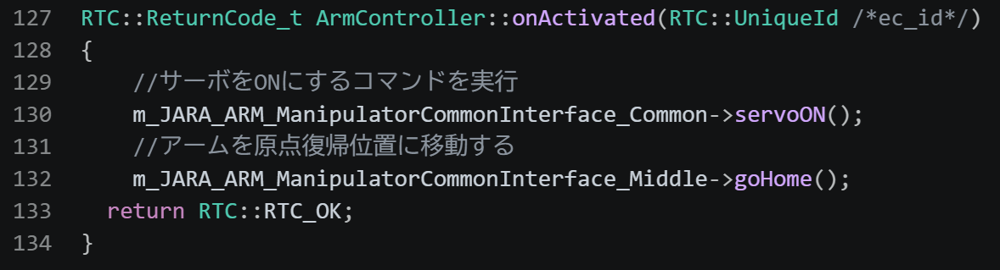 127 RTC::ReturnCode_t ArmController::onActivated(RTC::UniqueId /*ec_id*/)
128 {
129 //サーボをONにするコマンドを実行
130 m_JARA_ARM_ManipulatorCommonInterface_Common->servoON();
131 //アームを原点復帰位置に移動する
132 m_JARA_ARM_ManipulatorCommonInterface_Middle->goHome();
133 return RTC::RTC_OK;
134 }